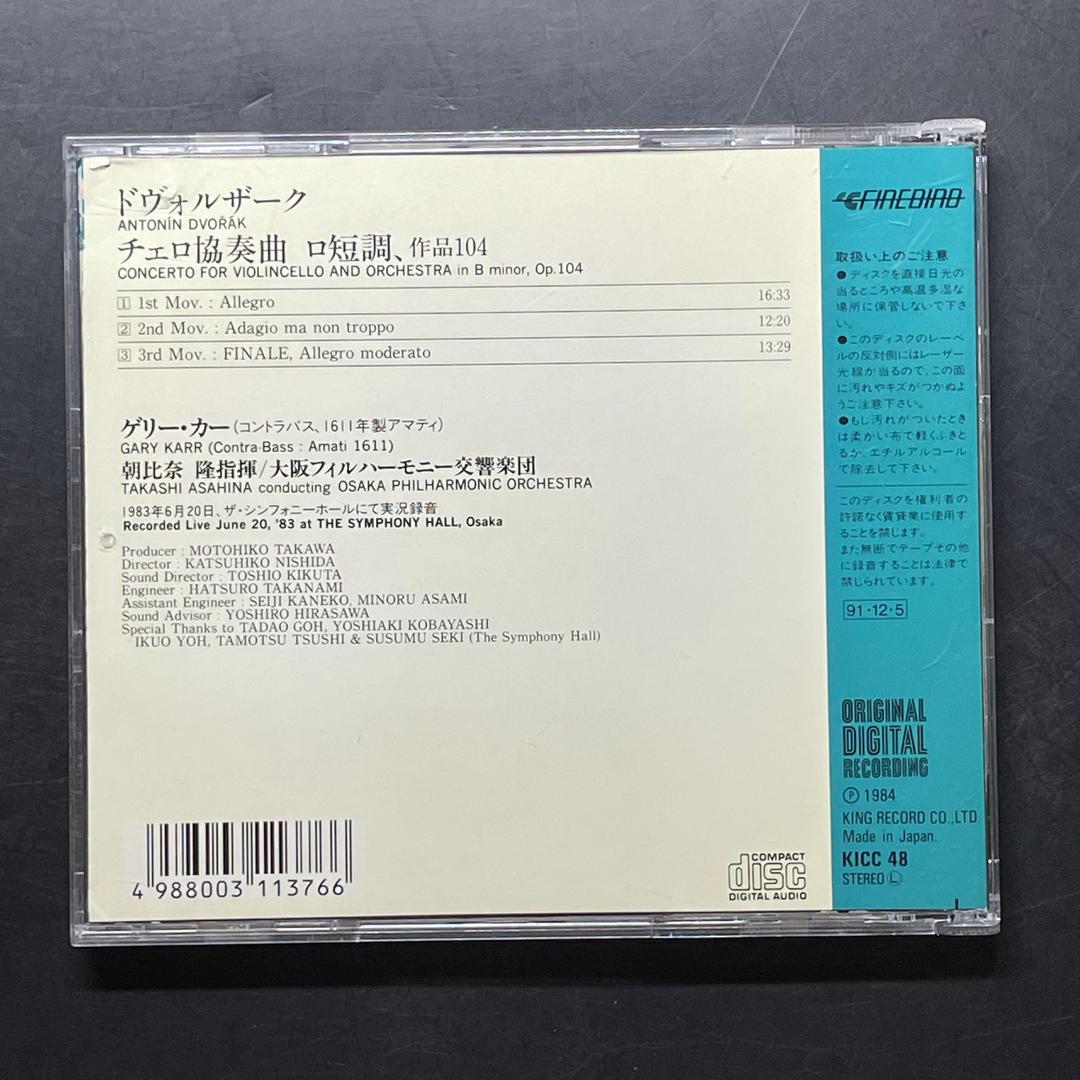 ドヴォルザーク
ANTONÍN DVOŘÁK
チェロ協奏曲 ロ短調、作品104
CONCERTO FOR VIOLINCELLO AND ORCHESTRA in B minor, Op.104
1 1st Mov. : Allegro 16:33
2 2nd Mov. : Adagio ma non troppo 12:20
3 3rd Mov. : FINALE, Allegro moderato 13:29
ゲリー・カー(コントラバス、1611年製アマティ)
GARY KARR (Contra-Bass : Amati 1611)
朝比奈 隆指揮/大阪フィルハーモニー交響楽団
TAKASHI ASAHINA conducting OSAKA PHILHARMONIC ORCHESTRA
1983年6月20日、ザ・シンフォニーホールにて実況録音
Recorded Live June 20, '83 at THE SYMPHONY HALL, Osaka
Producer : MOTOHIKO TAKAWA
Director : KATSUHIKO NISHIDA
Sound Director : TOSHIO KIKUTA
Engineer : HATSURO TAKANAMI
Assistant Engineer : SEIJI KANEKO, MINORU ASAMI
Sound Advisor : YOSHIRO HIRASAWA
Special Thanks to TADAO GOH, YOSHIAKI KOBAYASHI
IKUO YOH, TAMOTSU TSUSHI & SUSUMU SEKI (The Symphony Hall)
4 988003 113766
COMPACT
disc
DIGITAL AUDIO
FIREBIRD
取扱い上のご注意
●ディスクを直接日光の
当るところや高温多湿な
場所に保管しないで下さ
い。
●このディスクのレーベ
ルの反対側にはレーザー
光線が当るので、この面
に汚れやキズがつかぬよ
うご注意下さい。
●もし汚れがついたとき
は柔かい布で軽くふきと
るか、エチルアルコール
で除去して下さい。
このディスクを権利者の
許諾なく賃貸業に使用す
ることを禁じます。
また無断でテープその他
に録音することは法律で
禁じられています。
91・12・5
ORIGINAL
DIGITAL
RECORDING
Ⓟ 1984
KING RECORD CO.,LTD.
Made in Japan.
KICC 48
STEREO Ⓛ